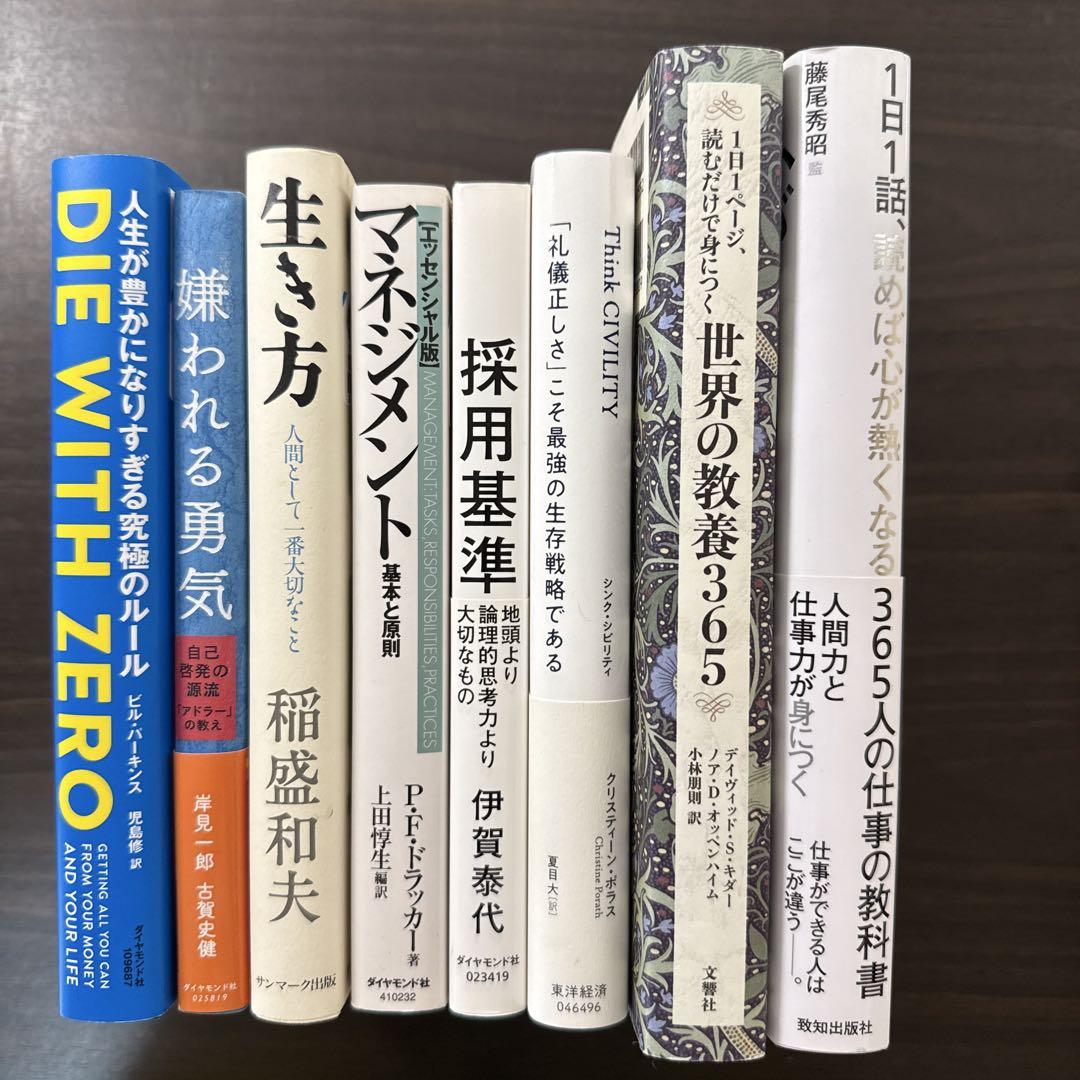 DIE WITH ZERO
人生が豊かになりすぎる究極のルール
ビル・パーキンス
児島修 訳
GETTING ALL YOU CAN
FROM YOUR MONEY
AND YOUR LIFE
ダイヤモンド社
109687
嫌われる勇気
自己
啓発の
源流
「アドラー」
の教え
岸見一郎
古賀史健
ダイヤモンド社
025819
生き方
人間として一番大切なこと
稲盛和夫
サンマーク出版
[エッセンシャル版]
マネジメント
基本と原則
MANAGEMENT:TASKS,RESPONSIBILITIES,PRACTICES
P・F・ドラッカー 著
上田惇生 編訳
ダイヤモンド社
410232
採用基準
地頭より
論理的思考力より
大切なもの
伊賀泰代
ダイヤモンド社
023419
Think CIVILITY
シンク・シビリティ
「礼儀正しさ」こそ最強の生存戦略である
クリスティーン・ポラス
Christine Porath
夏目 大[訳]
東洋経済
046496
1日1ページ、
読むだけで身につく
世界の教養365
デイヴィッド・S・キダー
ノア・D・オッペンハイム
小林朋則 訳
文響社
1日1話、読めば心が熱くなる365人の仕事の教科書
藤尾秀昭 監
人間力と
仕事力が身につく
仕事ができる人は
ここが違う――。
致知出版社